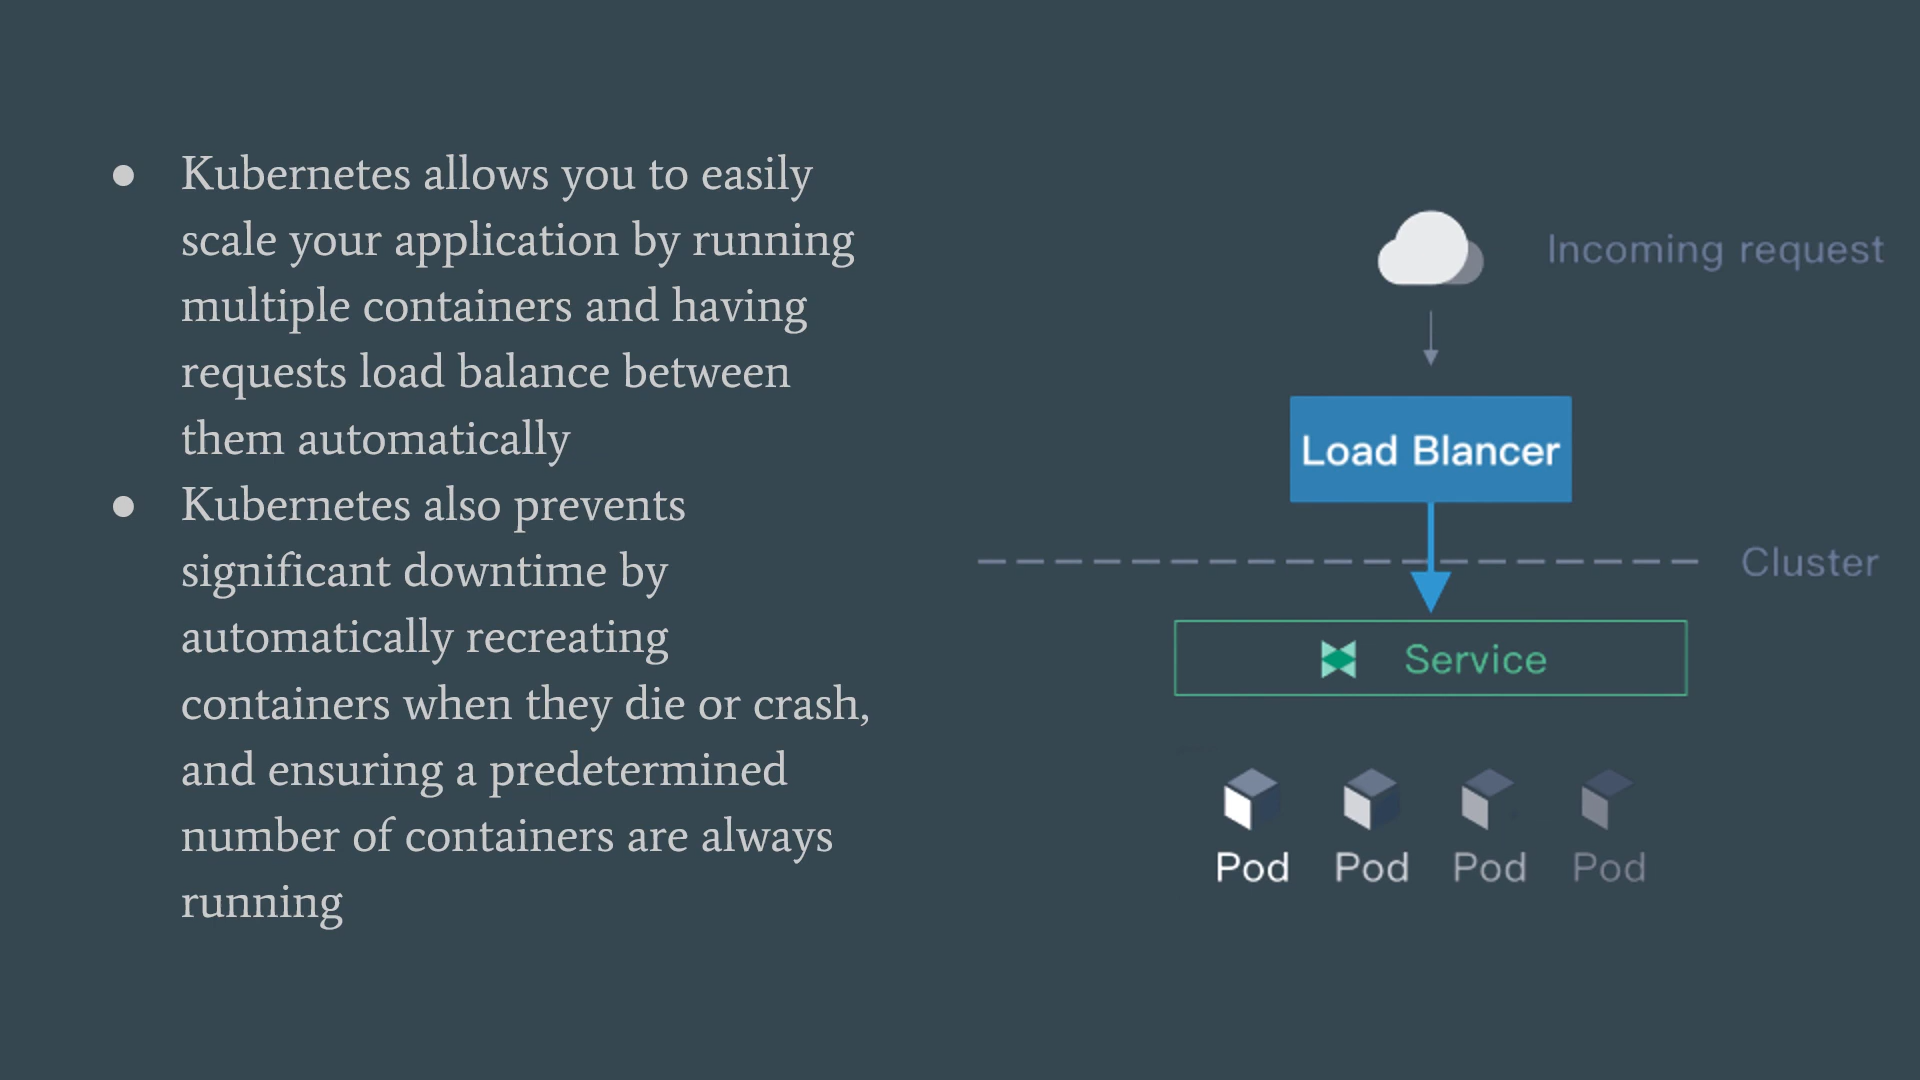 ● Kubernetes allows you to easily
scale your application by running
multiple containers and having
requests load balance between
them automatically
● Kubernetes also prevents
significant downtime by
automatically recreating
containers when they die or crash,
and ensuring a predetermined
number of containers are always
running
Incoming request
Load Blancer
Cluster
Service
Pod Pod Pod Pod